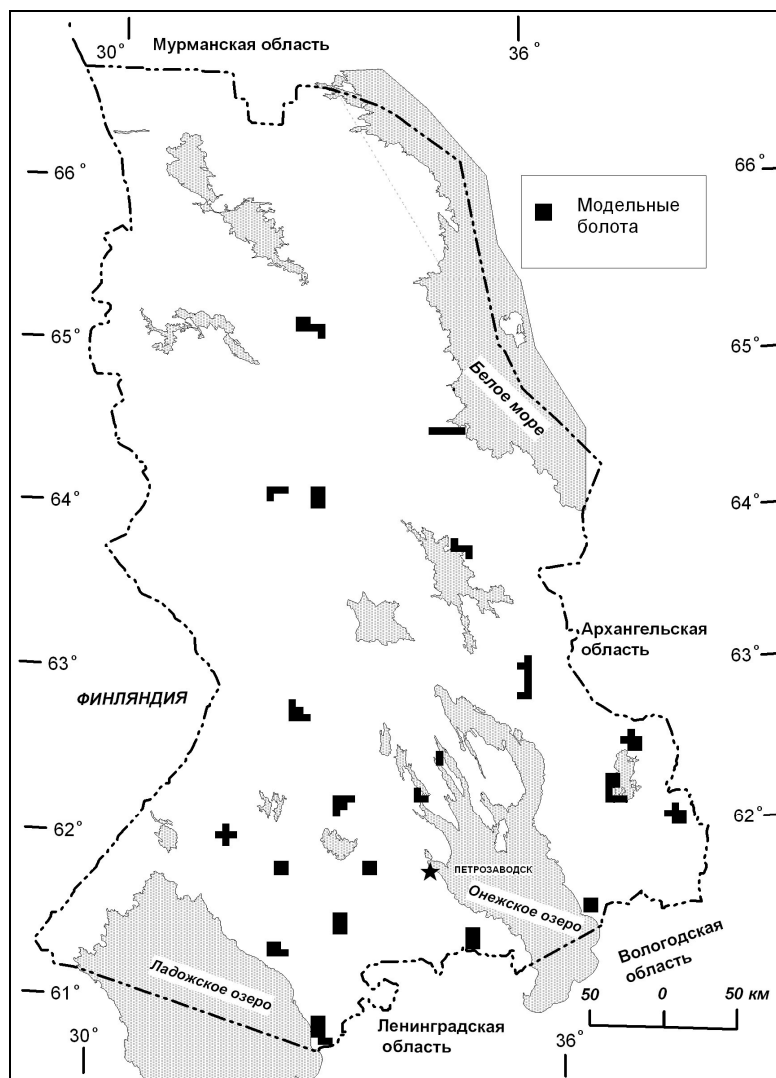 30°
Мурманская область
36°
66°
66°
Модельные
болота
65°
65°
Белое море
64°
64°
Архангельская
область
63°
63°
ФИНЛЯНДИЯ
62°
62°
ПЕТРОЗАВОДСК
Онежское озеро
Вологодская
область
Ладожское озеро
61°
50 0 50 км
Ленинградская
область
30°
36°